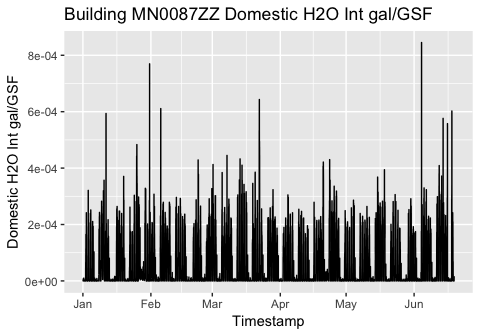 Building MN0087ZZ Domestic H2O Int gal/GSF
Domestic H2O Int gal/GSF
8e-04
6e-04
4e-04
2e-04
0e+00
Jan Feb Mar Apr May Jun
Timestamp